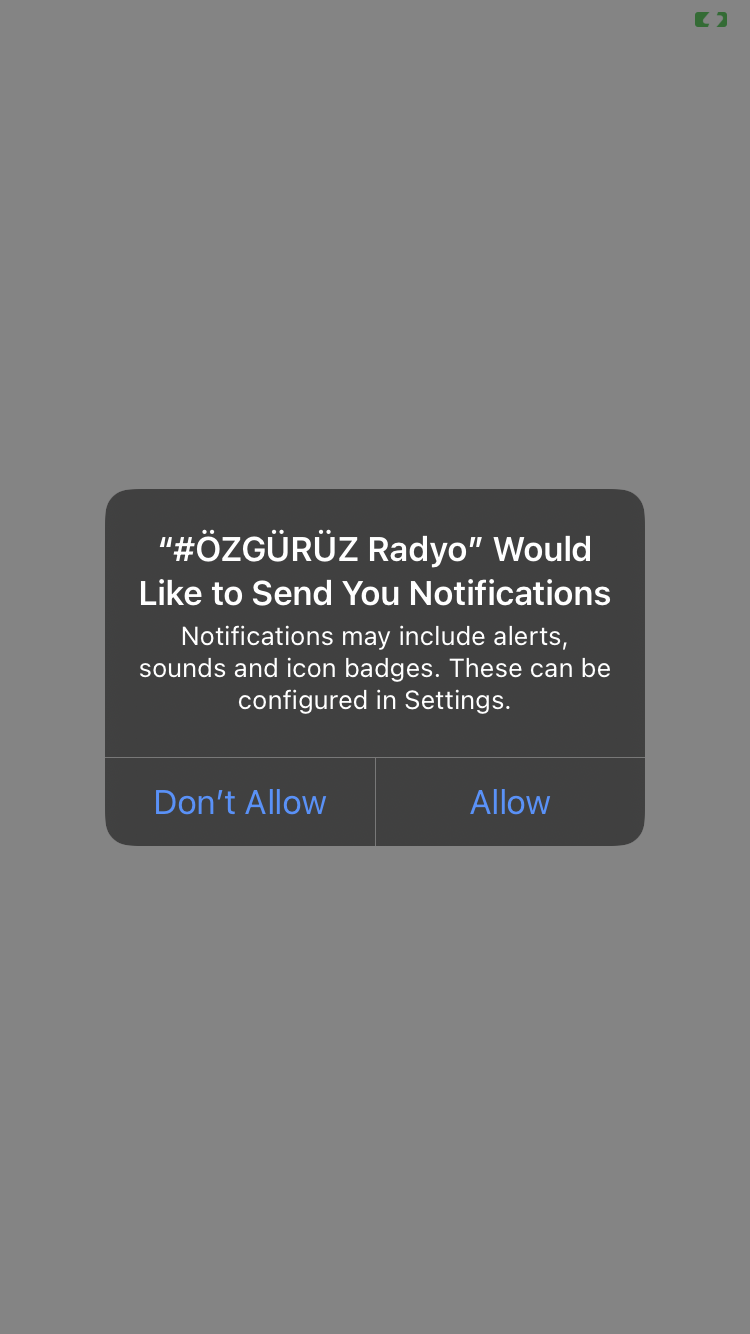 “#ÖZGÜRÜZ Radyo” Would
Like to Send You Notifications
Notifications may include alerts,
sounds and icon badges. These can be
configured in Settings.
Don’t Allow
Allow